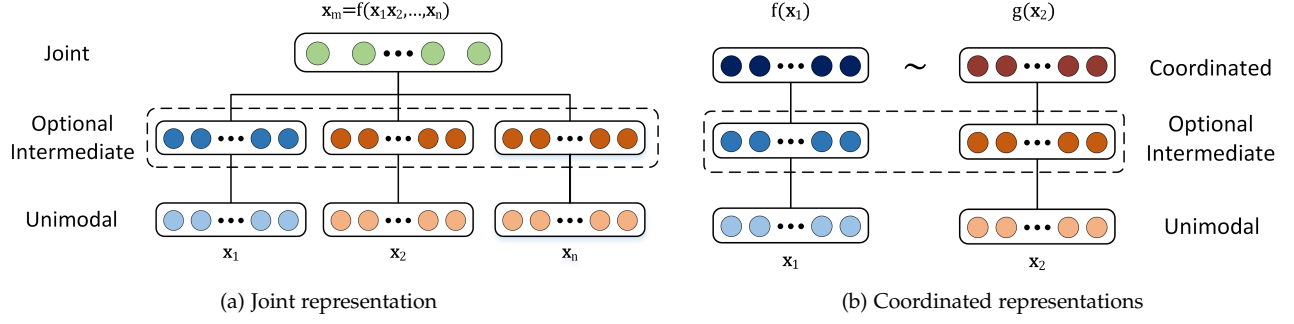 𝐱m=f(𝐱1𝐱2,...,𝐱n)
Joint
Optional
Intermediate
Unimodal
𝐱1
𝐱2
𝐱n
(a) Joint representation
f(𝐱1)
g(𝐱2)
~
Coordinated
Optional
Intermediate
Unimodal
𝐱1
𝐱2
(b) Coordinated representations